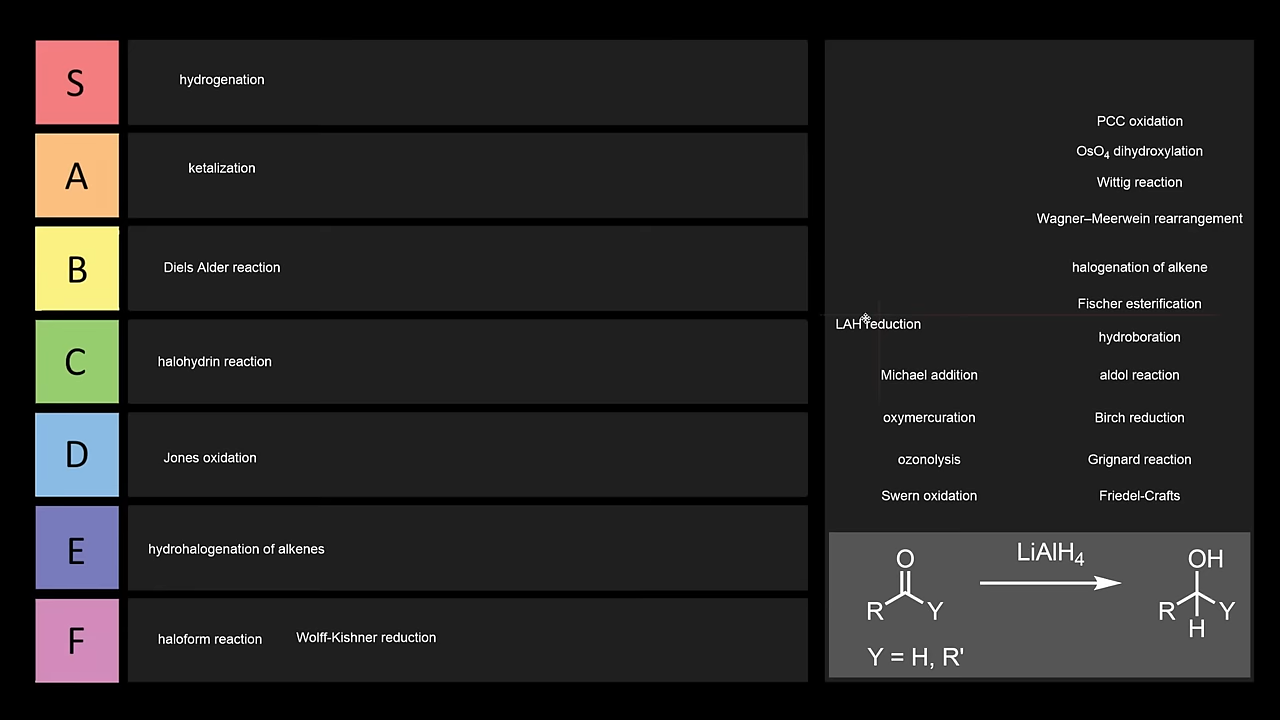 S
hydrogenation
A
ketalization
B
Diels Alder reaction
C
halohydrin reaction
D
Jones oxidation
E
hydrohalogenation of alkenes
F
haloform reaction
Wolff-Kishner reduction
PCC oxidation
OsO₄ dihydroxylation
Wittig reaction
Wagner–Meerwein rearrangement
halogenation of alkene
Fischer esterification
LAH reduction
hydroboration
Michael addition
aldol reaction
oxymercuration
Birch reduction
ozonolysis
Grignard reaction
Swern oxidation
Friedel-Crafts
O
R
Y
LiAlH₄
OH
R
Y
H
Y = H, R'